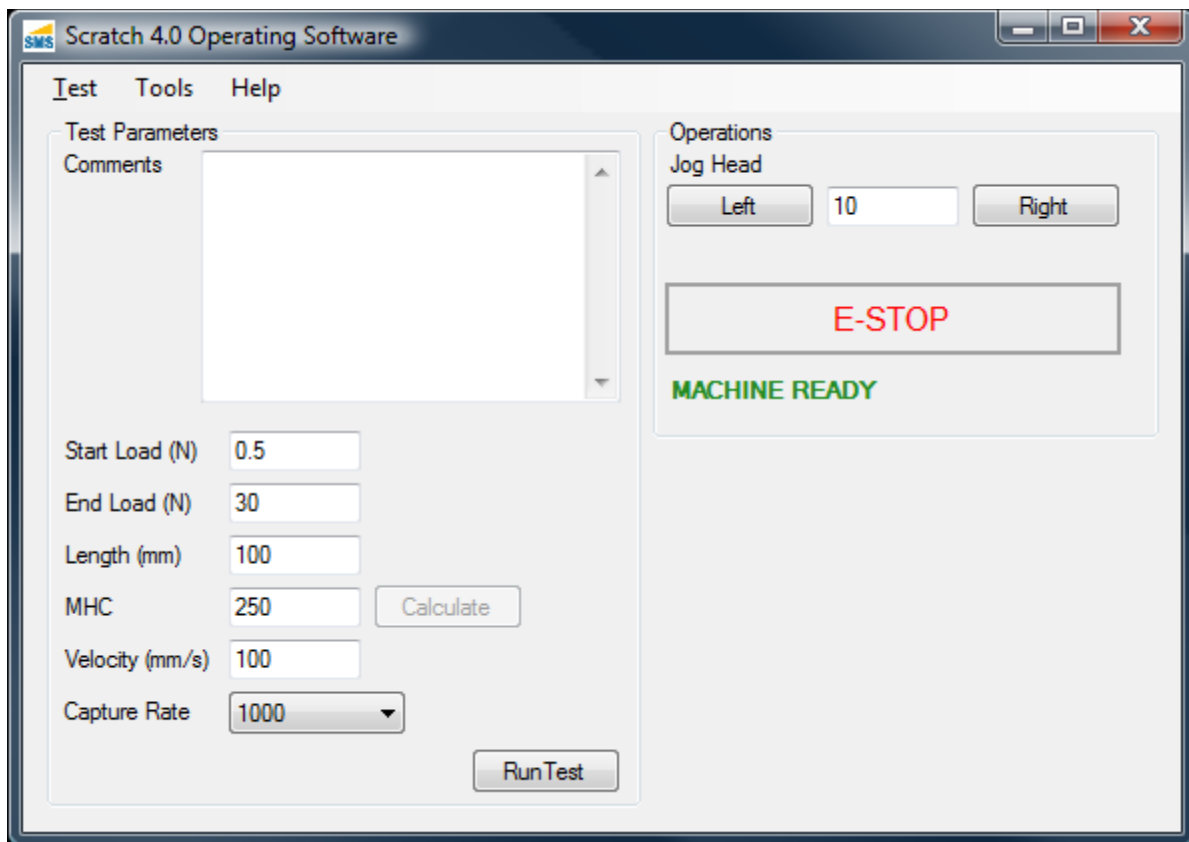 SMS Scratch 4.0 Operating Software
Test Tools Help
Test Parameters
Comments
Start Load (N) 0.5
End Load (N) 30
Length (mm) 100
MHC 250 Calculate
Velocity (mm/s) 100
Capture Rate 1000
RunTest
Operations
Jog Head
Left 10 Right
E-STOP
MACHINE READY